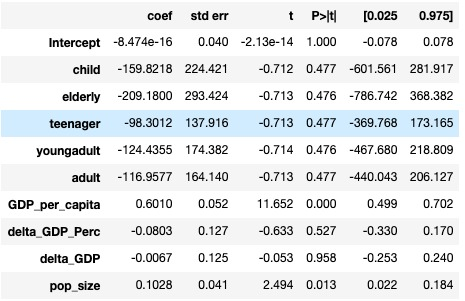 coef std err t P>|t| [0.025 0.975]
Intercept -8.474e-16 0.040 -2.13e-14 1.000 -0.078 0.078
child -159.8218 224.421 -0.712 0.477 -601.561 281.917
elderly -209.1800 293.424 -0.713 0.476 -786.742 368.382
teenager -98.3012 137.916 -0.713 0.477 -369.768 173.165
youngadult -124.4355 174.382 -0.714 0.476 -467.680 218.809
adult -116.9577 164.140 -0.713 0.477 -440.043 206.127
GDP_per_capita 0.6010 0.052 11.652 0.000 0.499 0.702
delta_GDP_Perc -0.0803 0.127 -0.633 0.527 -0.330 0.170
delta_GDP -0.0067 0.125 -0.053 0.958 -0.253 0.240
pop_size 0.1028 0.041 2.494 0.013 0.022 0.184